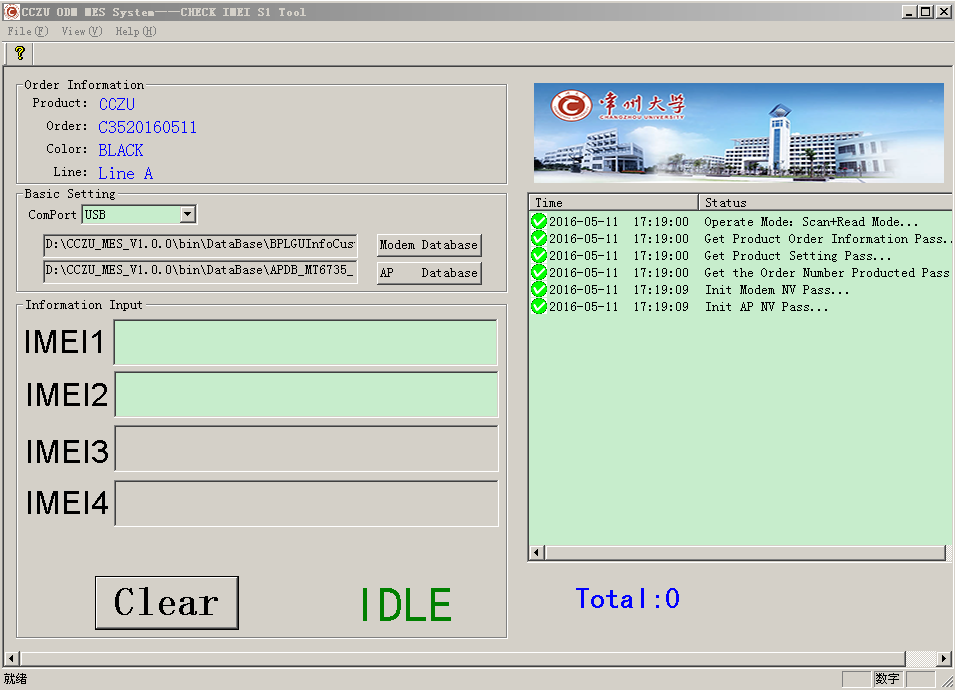 CCZU ODM MES System----CHECK IMEI S1 Tool
File(F) View(V) Help(H)
?
Order Information
Product: CCZU
Order: C3520160511
Color: BLACK
Line: Line A
Basic Setting
ComPort USB
D:\CCZU_MES_V1.0.0\bin\DataBase\BPLGUInfoCus
Modem Database
D:\CCZU_MES_V1.0.0\bin\DataBase\APDB_MT6735_
AP Database
Information Input
IMEI1
IMEI2
IMEI3
IMEI4
Clear
IDLE
常州大学
CHANGZHOU UNIVERSITY
Time Status
2016-05-11 17:19:00 Operate Mode: Scan+Read Mode...
2016-05-11 17:19:00 Get Product Order Information Pass..
2016-05-11 17:19:00 Get Product Setting Pass...
2016-05-11 17:19:00 Get the Order Number Producted Pass
2016-05-11 17:19:09 Init Modem NV Pass...
2016-05-11 17:19:09 Init AP NV Pass...
Total:0
就绪
数字